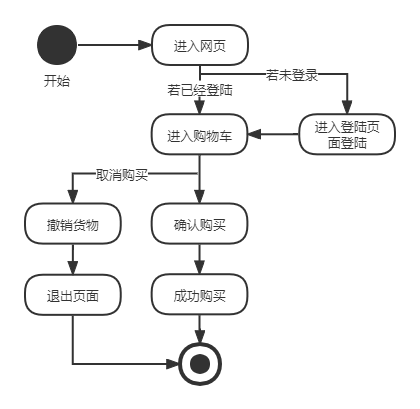 进入网页
开始
若未登录
若已经登陆
进入购物车
进入登陆页
面登陆
取消购买
撤销货物
确认购买
退出页面
成功购买